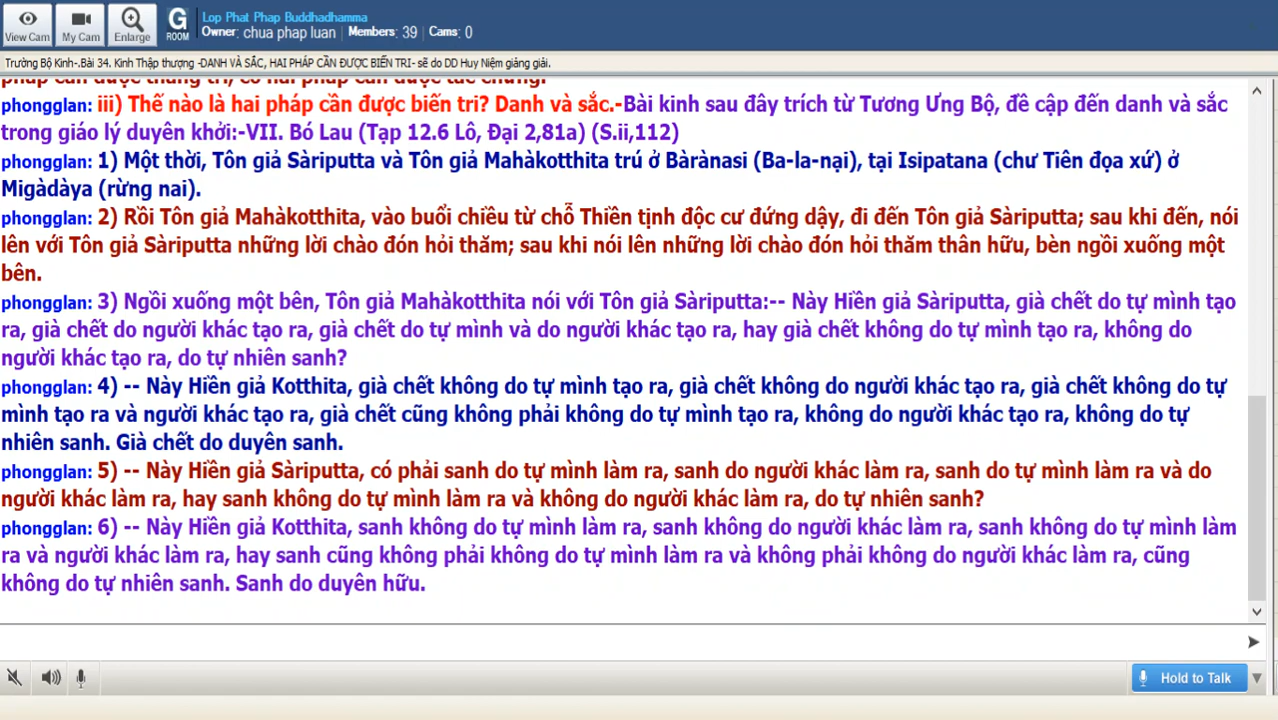 Lop Phat Phap Buddhadhamma
Owner: chua phap luan | Members: 39 | Cams: 0
View Cam
My Cam
Enlarge
G
ROOM
Trường Bộ Kinh-.Bài 34. Kinh Thập thượng -DANH VÀ SẮC, HAI PHÁP CẦN ĐƯỢC BIẾN TRI- sẽ do DD Huy Niệm giảng giải.
pháp cần được thắng tri, có hai pháp cần được tác chứng.
phongglan: iii) Thế nào là hai pháp cần được biến tri? Danh và sắc.-Bài kinh sau đây trích từ Tương Ưng Bộ, đề cập đến danh và sắc
trong giáo lý duyên khởi:-VII. Bó Lau (Tạp 12.6 Lô, Đại 2,81a) (S.ii,112)
phongglan: 1) Một thời, Tôn giả Sàriputta và Tôn giả Mahàkotthita trú ở Bàrànasi (Ba-la-nại), tại Isipatana (chư Tiên đọa xứ) ở
Migàdàya (rừng nai).
phongglan: 2) Rồi Tôn giả Mahàkotthita, vào buổi chiều từ chỗ Thiền tịnh độc cư đứng dậy, đi đến Tôn giả Sàriputta; sau khi đến, nói
lên với Tôn giả Sàriputta những lời chào đón hỏi thăm; sau khi nói lên những lời chào đón hỏi thăm thân hữu, bèn ngồi xuống một
bên.
phongglan: 3) Ngồi xuống một bên, Tôn giả Mahàkotthita nói với Tôn giả Sàriputta:-- Này Hiền giả Sàriputta, già chết do tự mình tạo
ra, già chết do người khác tạo ra, già chết do tự mình và do người khác tạo ra, hay già chết không do tự mình tạo ra, không do
người khác tạo ra, do tự nhiên sanh?
phongglan: 4) -- Này Hiền giả Kotthita, già chết không do tự mình tạo ra, già chết không do người khác tạo ra, già chết không do tự
mình tạo ra và người khác tạo ra, già chết cũng không phải không do tự mình tạo ra, không do người khác tạo ra, không do tự
nhiên sanh. Già chết do duyên sanh.
phongglan: 5) -- Này Hiền giả Sàriputta, có phải sanh do tự mình làm ra, sanh do người khác làm ra, sanh do tự mình làm ra và do
người khác làm ra, hay sanh không do tự mình làm ra và không do người khác làm ra, do tự nhiên sanh?
phongglan: 6) -- Này Hiền giả Kotthita, sanh không do tự mình làm ra, sanh không do người khác làm ra, sanh không do tự mình làm
ra và người khác làm ra, hay sanh cũng không phải không do tự mình làm ra và không phải không do người khác làm ra, cũng
không do tự nhiên sanh. Sanh do duyên hữu.
Hold to Talk